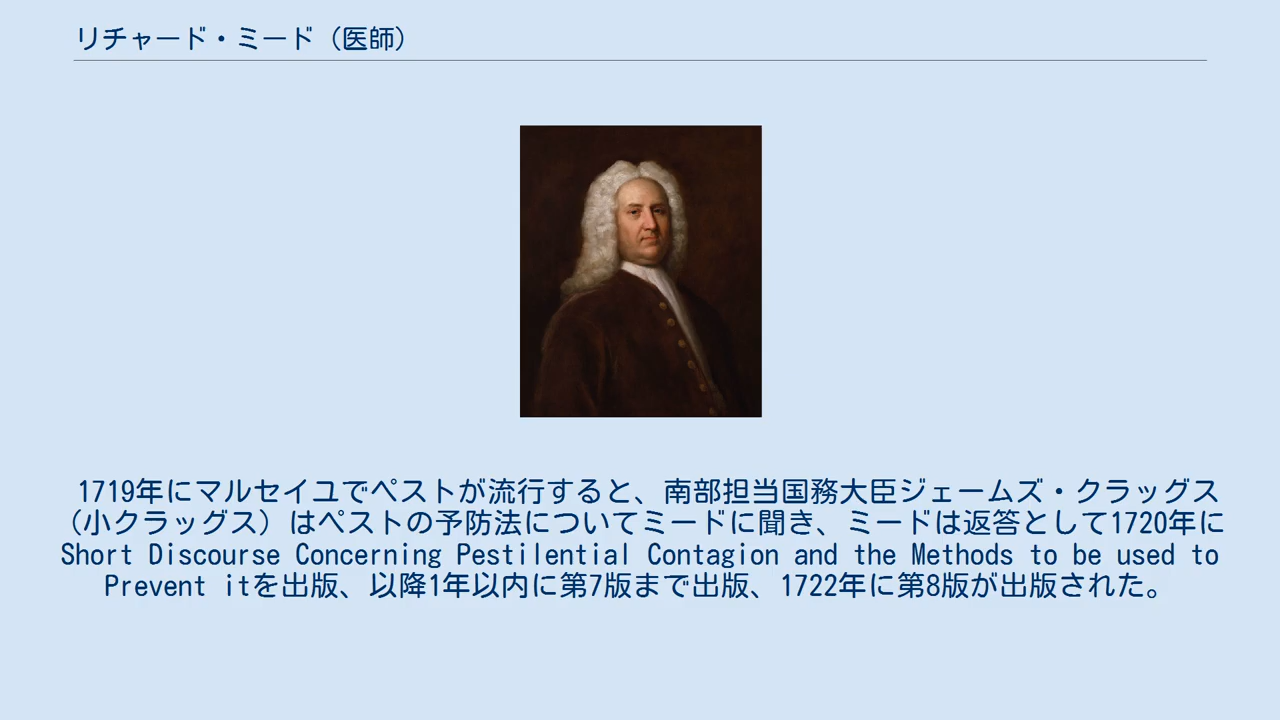 リチャード・ミード（医師）
1719年にマルセイユでペストが流行すると、南部担当国務大臣ジェームズ・クラッグス
（小クラッグス）はペストの予防法についてミードに聞き、ミードは返答として1720年に
Short Discourse Concerning Pestilential Contagion and the Methods to be used to
Prevent itを出版、以降1年以内に第7版まで出版、1722年に第8版が出版された。